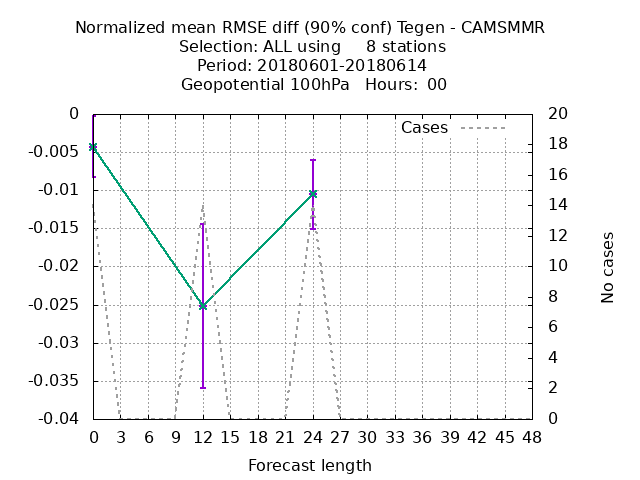 Normalized mean RMSE diff (90% conf) Tegen - CAMSMMR
Selection: ALL using     8 stations
Period: 20180601-20180614
Geopotential 100hPa   Hours:  00
Cases
0
-0.005
-0.01
-0.015
-0.02
-0.025
-0.03
-0.035
-0.04
20
18
16
14
12
10
8
6
4
2
0
No cases
0 3 6 9 12 15 18 21 24 27 30 33 36 39 42 45 48
Forecast length